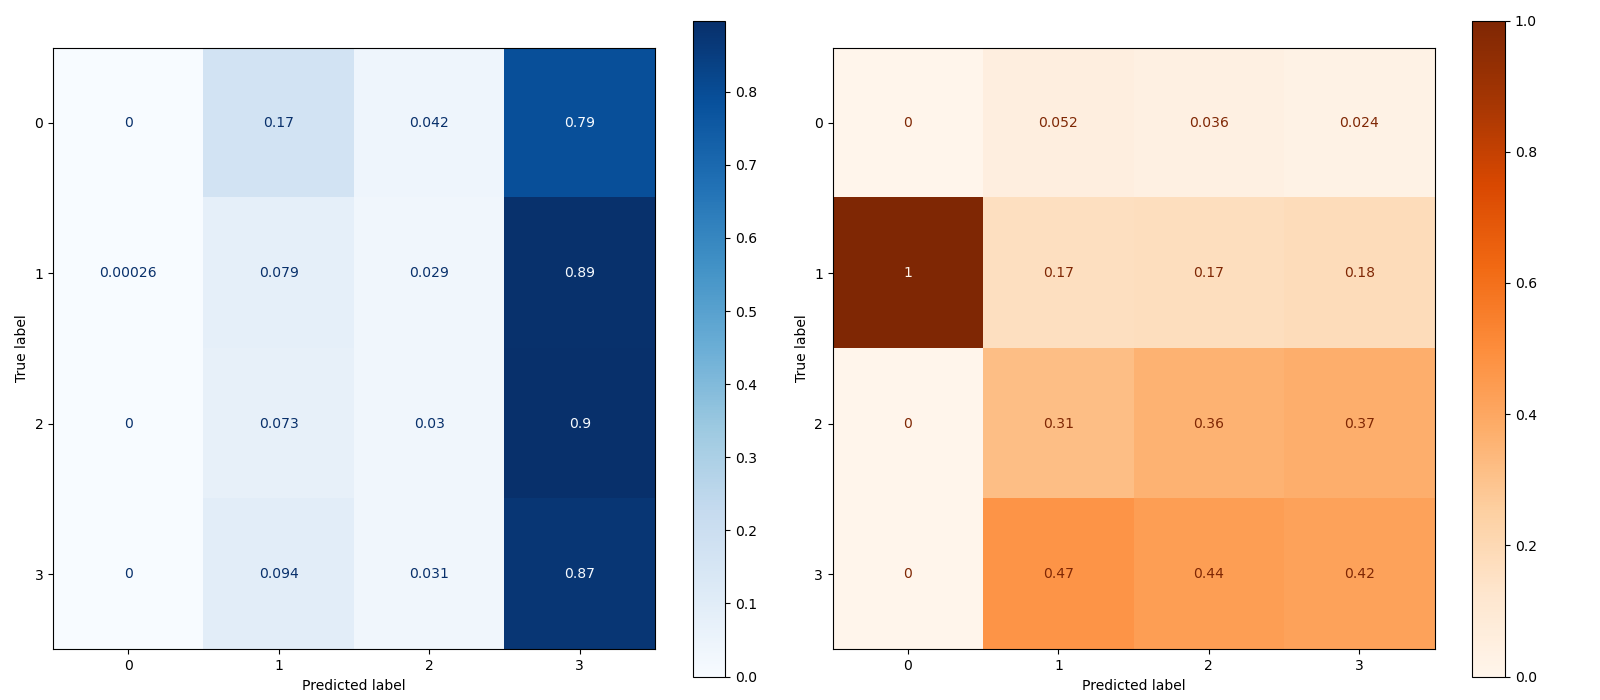 0 0 0.17 0.042 0.79
1 0.00026 0.079 0.029 0.89
2 0 0.073 0.03 0.9
3 0 0.094 0.031 0.87
0 1 2 3
Predicted label
True label
0.8
0.7
0.6
0.5
0.4
0.3
0.2
0.1
0.0
0 0 0.052 0.036 0.024
1 1 0.17 0.17 0.18
2 0 0.31 0.36 0.37
3 0 0.47 0.44 0.42
0 1 2 3
Predicted label
True label
1.0
0.8
0.6
0.4
0.2
0.0